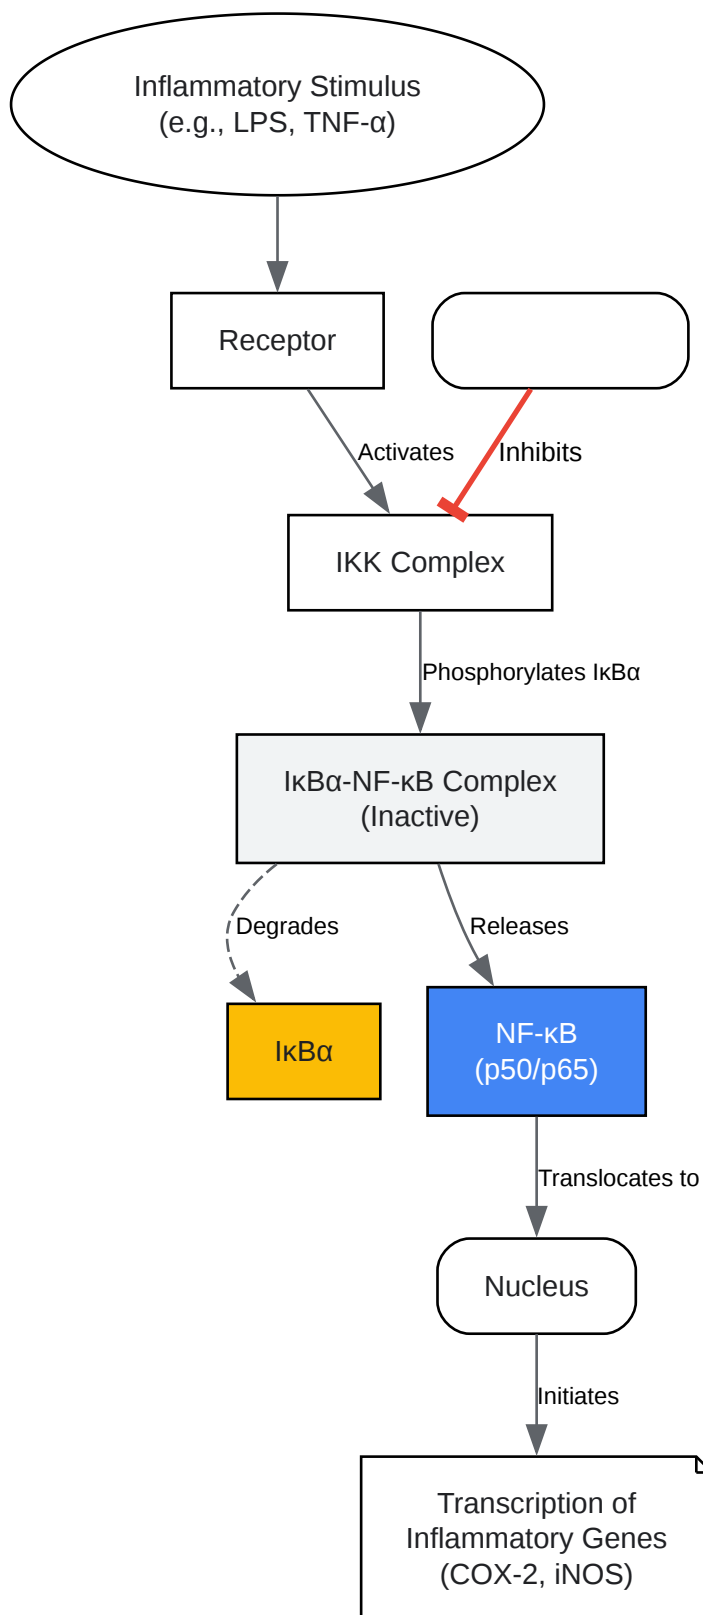 Inflammatory Stimulus
(e.g., LPS, TNF-α)
Receptor
Activates
Inhibits
IKK Complex
Phosphorylates IκBα
IκBα-NF-κB Complex
(Inactive)
Degrades
Releases
IκBα
NF-κB
(p50/p65)
Translocates to
Nucleus
Initiates
Transcription of
Inflammatory Genes
(COX-2, iNOS)